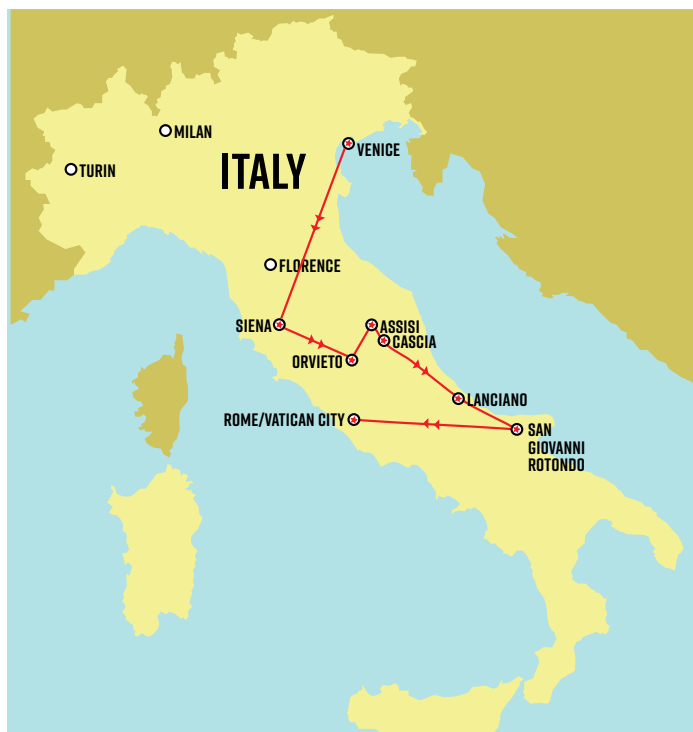 MILAN
VENICE
TURIN
ITALY
FLORENCE
SIENA
ASSISI
CASCIA
ORVIETO
LANCIANO
ROME/VATICAN CITY
SAN
GIOVANNI
ROTONDO